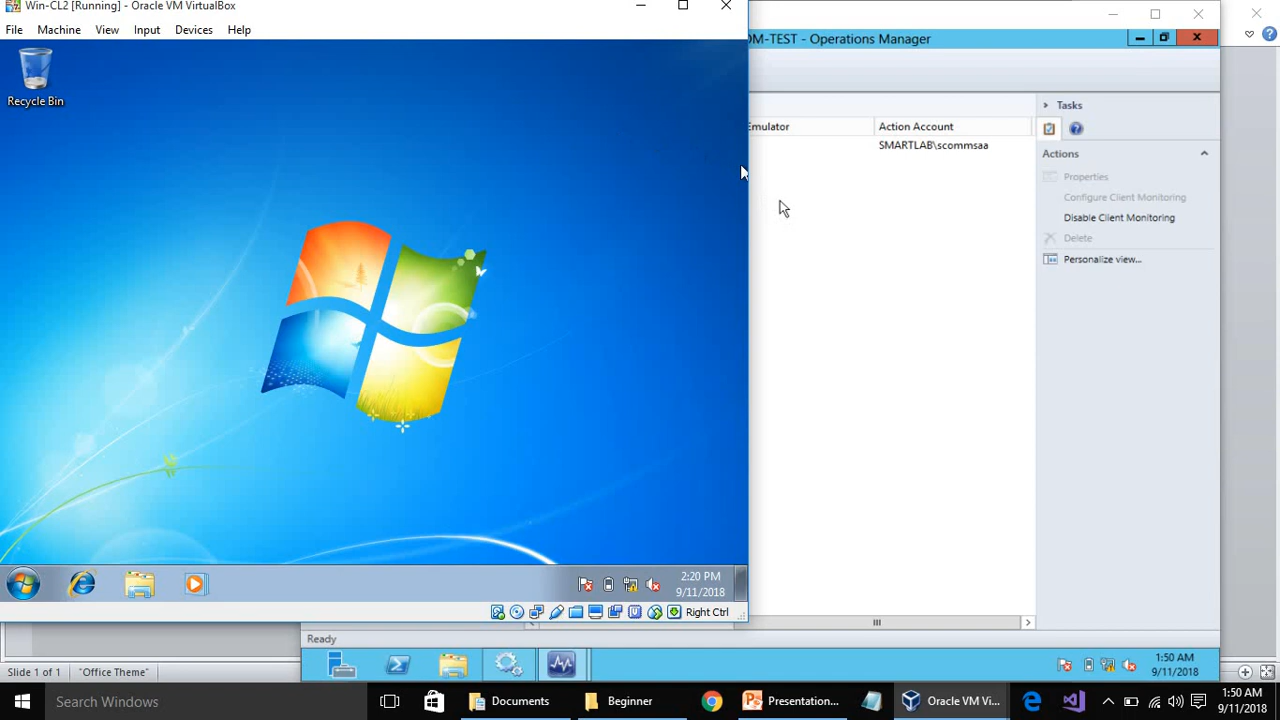 Win-CL2 [Running] - Oracle VM VirtualBox
File Machine View Input Devices Help
Recycle Bin
2:20 PM
9/11/2018
Right Ctrl
OM-TEST - Operations Manager
Emulator Action Account
SMARTLAB\scommsaa
Tasks
Actions
Properties
Configure Client Monitoring
Disable Client Monitoring
Delete
Personalize view...
Ready
1:50 AM
9/11/2018
Slide 1 of 1 "Office Theme"
Search Windows
Documents
Beginner
Presentation...
Oracle VM Vi...
1:50 AM
9/11/2018